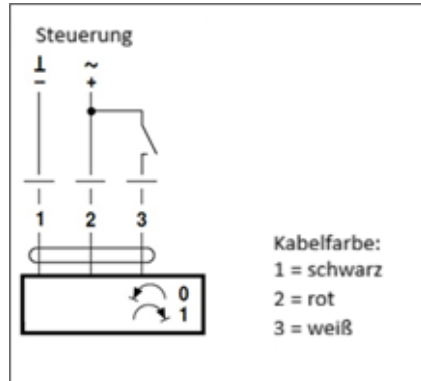 Steuerung
⊥ ~
− +
1 2 3
0
1
Kabelfarbe:
1 = schwarz
2 = rot
3 = weiß